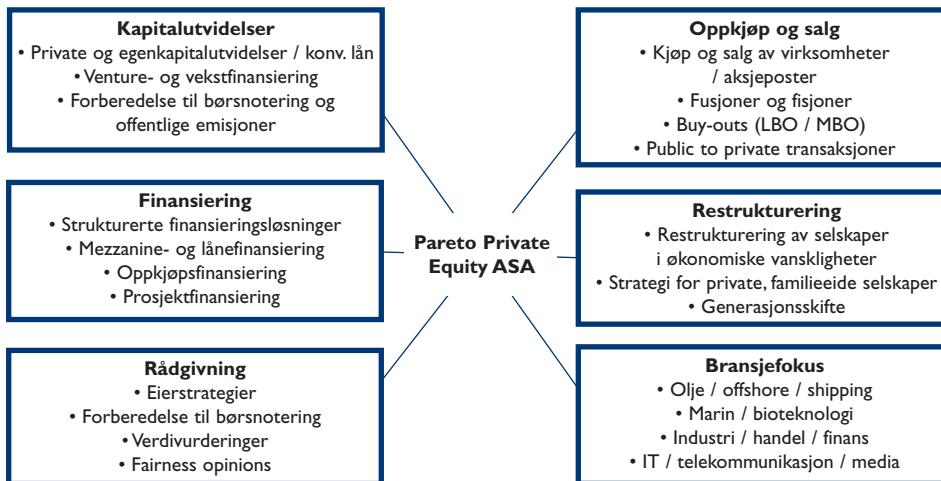 Kapitalutvidelser
• Private og egenkapitalutvidelser / konv. lån
• Venture- og vekstfinansiering
• Forberedelse til børsnotering og
offentlige emisjoner
Oppkjøp og salg
• Kjøp og salg av virksomheter
/ aksjeposter
• Fusjoner og fisjoner
• Buy-outs (LBO / MBO)
• Public to private transaksjoner
Finansiering
• Strukturerte finansieringsløsninger
• Mezzanine- og lånefinansiering
• Oppkjøpsfinansiering
• Prosjektfinansiering
Pareto Private
Equity ASA
Restrukturering
• Restrukturering av selskaper
i økonomiske vanskligheter
• Strategi for private, familieeide selskaper
• Generasjonsskifte
Rådgivning
• Eierstrategier
• Forberedelse til børsnotering
• Verdivurderinger
• Fairness opinions
Bransjefokus
• Olje / offshore / shipping
• Marin / bioteknologi
• Industri / handel / finans
• IT / telekommunikasjon / media